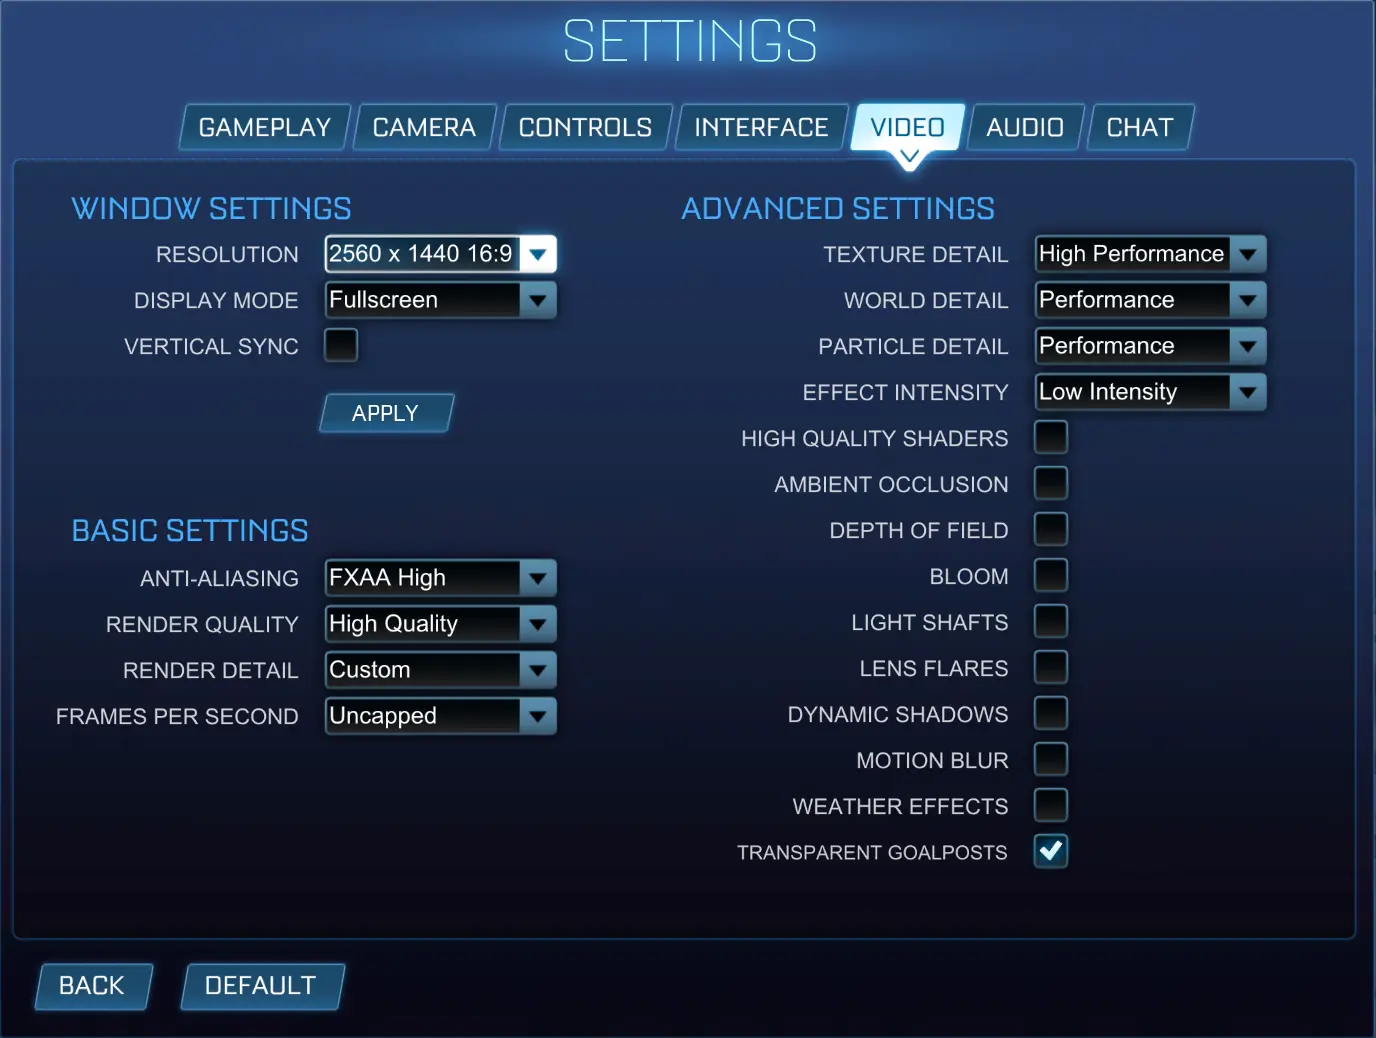 SETTINGS
GAMEPLAY CAMERA CONTROLS INTERFACE VIDEO AUDIO CHAT
WINDOW SETTINGS
RESOLUTION 2560 x 1440 16:9
DISPLAY MODE Fullscreen
VERTICAL SYNC
APPLY
BASIC SETTINGS
ANTI-ALIASING FXAA High
RENDER QUALITY High Quality
RENDER DETAIL Custom
FRAMES PER SECOND Uncapped
ADVANCED SETTINGS
TEXTURE DETAIL High Performance
WORLD DETAIL Performance
PARTICLE DETAIL Performance
EFFECT INTENSITY Low Intensity
HIGH QUALITY SHADERS
AMBIENT OCCLUSION
DEPTH OF FIELD
BLOOM
LIGHT SHAFTS
LENS FLARES
DYNAMIC SHADOWS
MOTION BLUR
WEATHER EFFECTS
TRANSPARENT GOALPOSTS
BACK DEFAULT